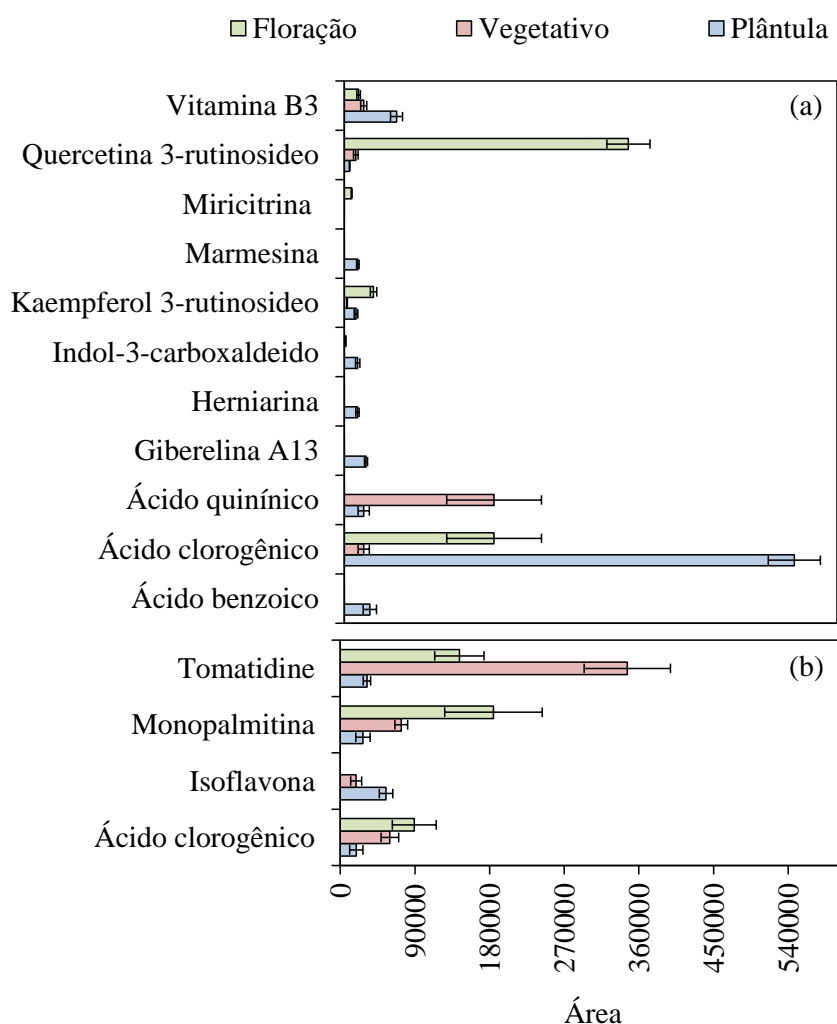 Floração Vegetativo Plântula
(a)
Vitamina B3
Quercetina 3-rutinosideo
Miricitrina
Marmesina
Kaempferol 3-rutinosideo
Indol-3-carboxaldeido
Herniarina
Giberelina A13
Ácido quinínico
Ácido clorogênico
Ácido benzoico
(b)
Tomatidine
Monopalmitina
Isoflavona
Ácido clorogênico
0 90000 180000 270000 360000 450000 540000
Área